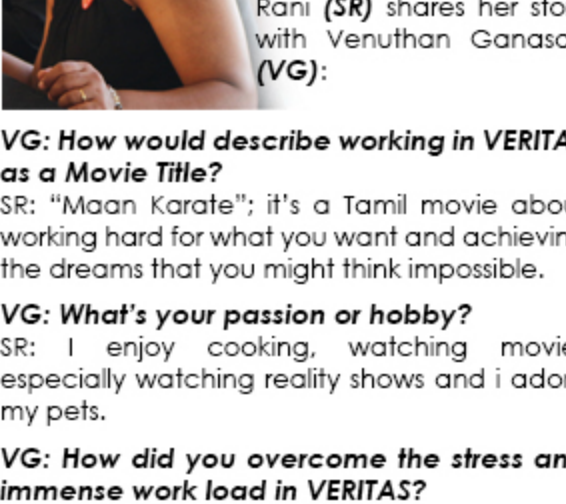 Rani (SR) shares her sto
with Venuthan Ganas
(VG):
VG: How would describe working in VERITA
as a Movie Title?
SR: “Maan Karate”; it’s a Tamil movie abou
working hard for what you want and achievin
the dreams that you might think impossible.
VG: What’s your passion or hobby?
SR: I enjoy cooking, watching movie
especially watching reality shows and i ador
my pets.
VG: How did you overcome the stress an
immense work load in VERITAS?